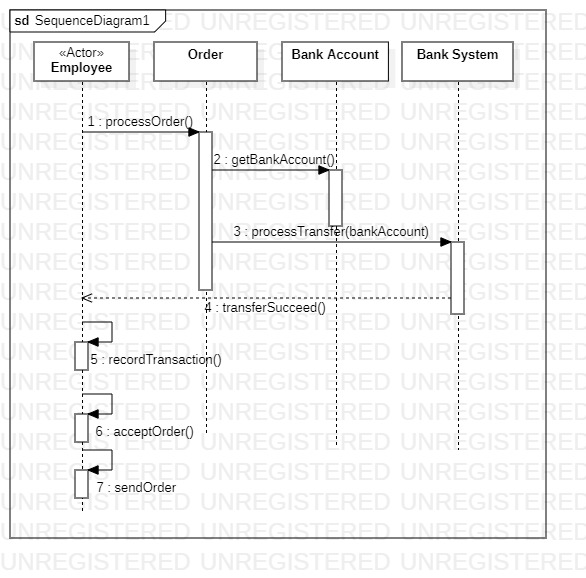 sd SequenceDiagram1
«Actor»
Employee
Order
Bank Account
Bank System
1 : processOrder()
2 : getBankAccount()
3 : processTransfer(bankAccount)
4 : transferSucceed()
5 : recordTransaction()
6 : acceptOrder()
7 : sendOrder
UNREGISTERED UNREGISTERED UNREGISTERED